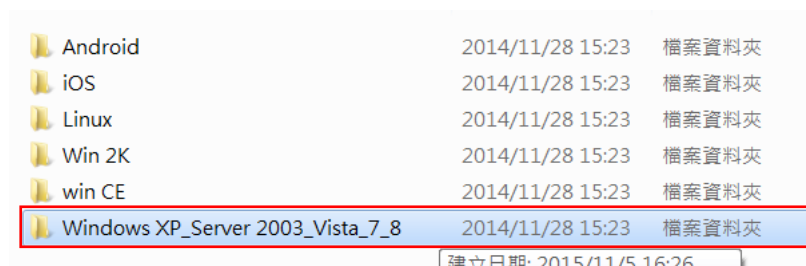 Android 2014/11/28 15:23 檔案資料夾
iOS 2014/11/28 15:23 檔案資料夾
Linux 2014/11/28 15:23 檔案資料夾
Win 2K 2014/11/28 15:23 檔案資料夾
win CE 2014/11/28 15:23 檔案資料夾
Windows XP_Server 2003_Vista_7_8 2014/11/28 15:23 檔案資料夾
建立日期: 2015/11/5 16:26